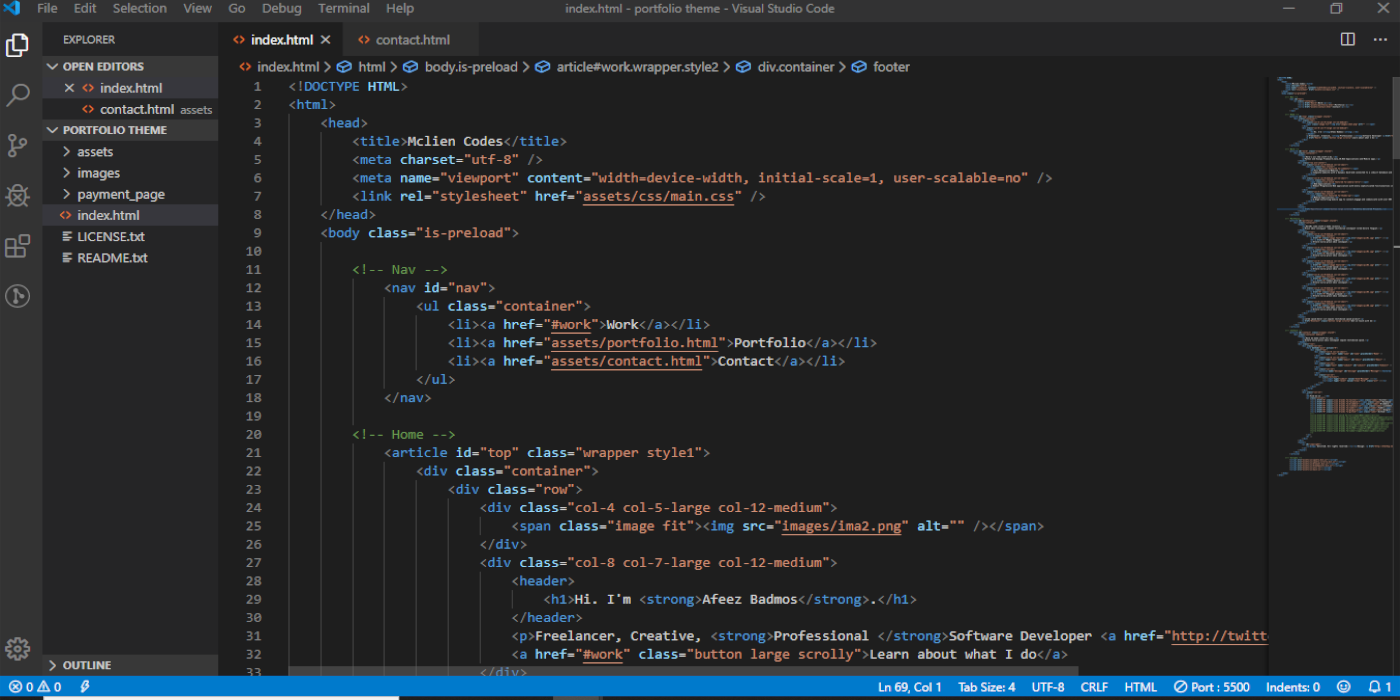 File Edit Selection View Go Debug Terminal Help index.html - portfolio theme - Visual Studio Code
EXPLORER
OPEN EDITORS
index.html
contact.html assets
PORTFOLIO THEME
assets
images
payment_page
index.html
LICENSE.txt
README.txt
OUTLINE
index.html contact.html
index.html > html > body.is-preload > article#work.wrapper.style2 > div.container > footer
1 <!DOCTYPE HTML>
2 <html>
3 <head>
4 <title>Mclien Codes</title>
5 <meta charset="utf-8" />
6 <meta name="viewport" content="width=device-width, initial-scale=1, user-scalable=no" />
7 <link rel="stylesheet" href="assets/css/main.css" />
8 </head>
9 <body class="is-preload">
10
11 <!-- Nav -->
12 <nav id="nav">
13 <ul class="container">
14 <li><a href="#work">Work</a></li>
15 <li><a href="assets/portfolio.html">Portfolio</a></li>
16 <li><a href="assets/contact.html">Contact</a></li>
17 </ul>
18 </nav>
19
20 <!-- Home -->
21 <article id="top" class="wrapper style1">
22 <div class="container">
23 <div class="row">
24 <div class="col-4 col-5-large col-12-medium">
25 <span class="image fit"><img src="images/ima2.png" alt="" /></span>
26 </div>
27 <div class="col-8 col-7-large col-12-medium">
28 <header>
29 <h1>Hi. I'm <strong>Afeez Badmos</strong>.</h1>
30 </header>
31 <p>Freelancer, Creative, <strong>Professional </strong>Software Developer <a href="http://twitt
32 <a href="#work" class="button large scrolly">Learn about what I do</a>
33 </div>
0 0 Ln 69, Col 1 Tab Size: 4 UTF-8 CRLF HTML Port : 5500 Indents: 0 1